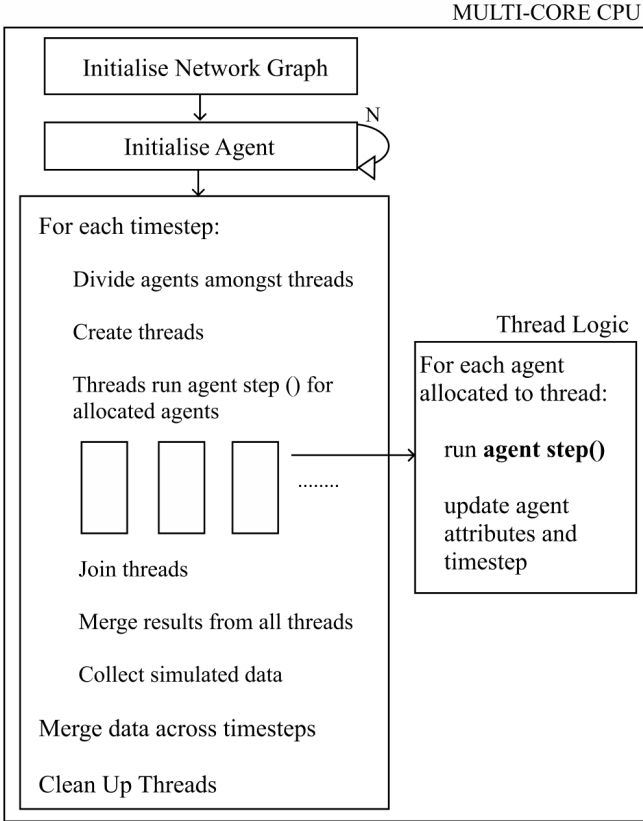 MULTI-CORE CPU
Initialise Network Graph
N
Initialise Agent
For each timestep:
Divide agents amongst threads
Create threads
Threads run agent step () for
allocated agents
........
Join threads
Merge results from all threads
Collect simulated data
Merge data across timesteps
Clean Up Threads
Thread Logic
For each agent
allocated to thread:
run agent step()
update agent
attributes and
timestep